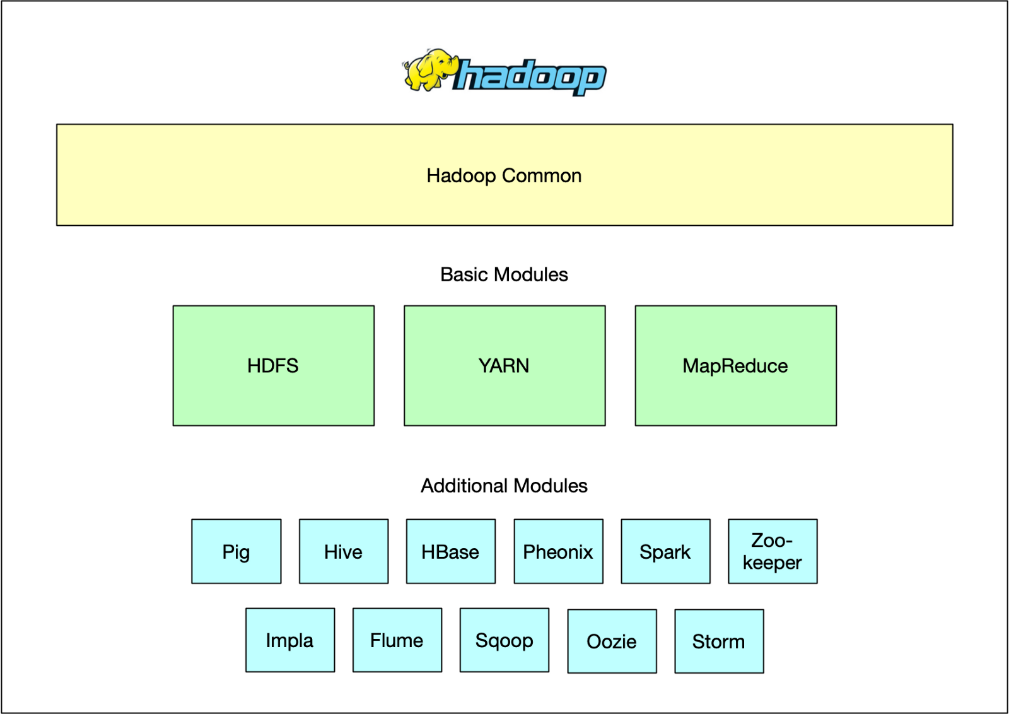 hadoop
Hadoop Common
Basic Modules
HDFS
YARN
MapReduce
Additional Modules
Pig
Hive
HBase
Pheonix
Spark
Zoo-
keeper
Impla
Flume
Sqoop
Oozie
Storm